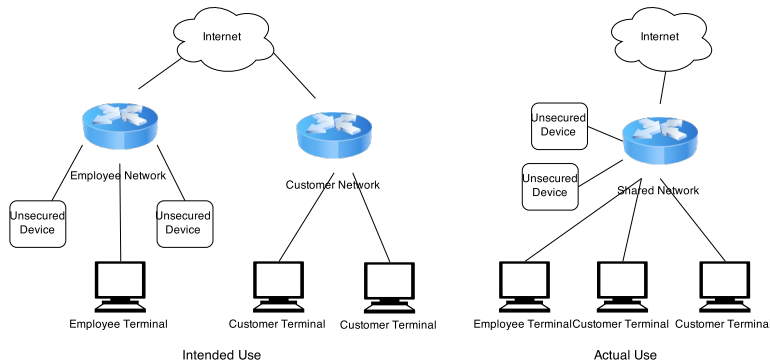 Internet
Internet
Unsecured
Device
Employee Network
Customer Network
Unsecured
Device
Shared Network
Unsecured
Device
Unsecured
Device
Employee Terminal
Customer Terminal
Customer Terminal
Employee Terminal
Customer Terminal
Customer Termina
Intended Use
Actual Use